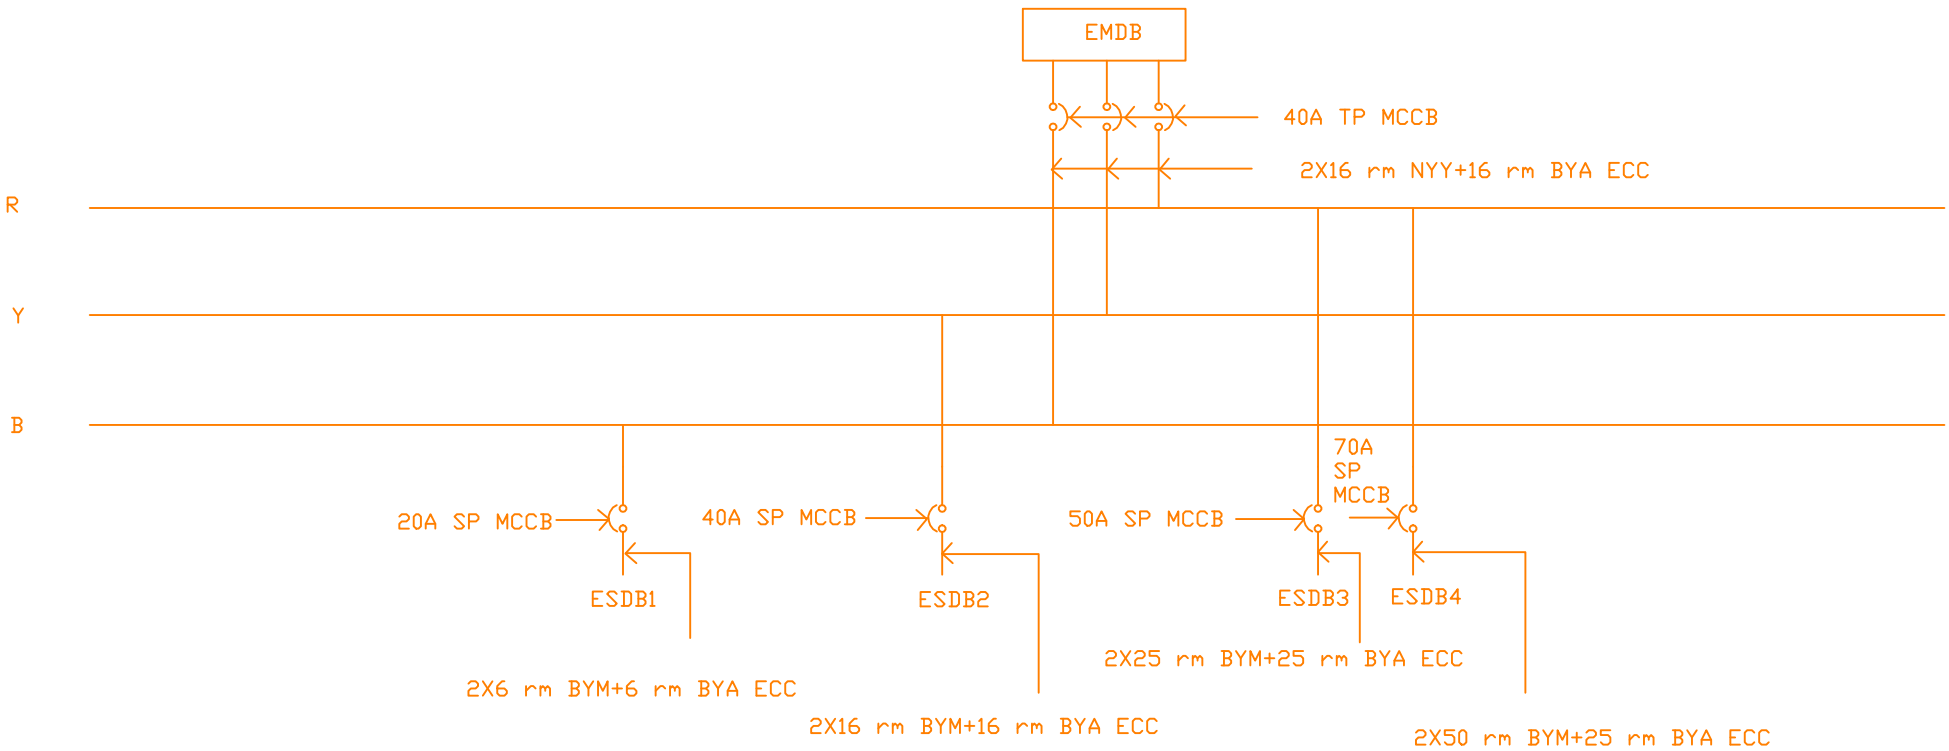 EMDB
40A TP MCCB
2X16 rm NYY+16 rm BYA ECC
R
Y
B
70A
SP
MCCB
20A SP MCCB
40A SP MCCB
50A SP MCCB
ESDB1
ESDB2
ESDB3
ESDB4
2X25 rm BYM+25 rm BYA ECC
2X6 rm BYM+6 rm BYA ECC
2X16 rm BYM+16 rm BYA ECC
2X50 rm BYM+25 rm BYA ECC